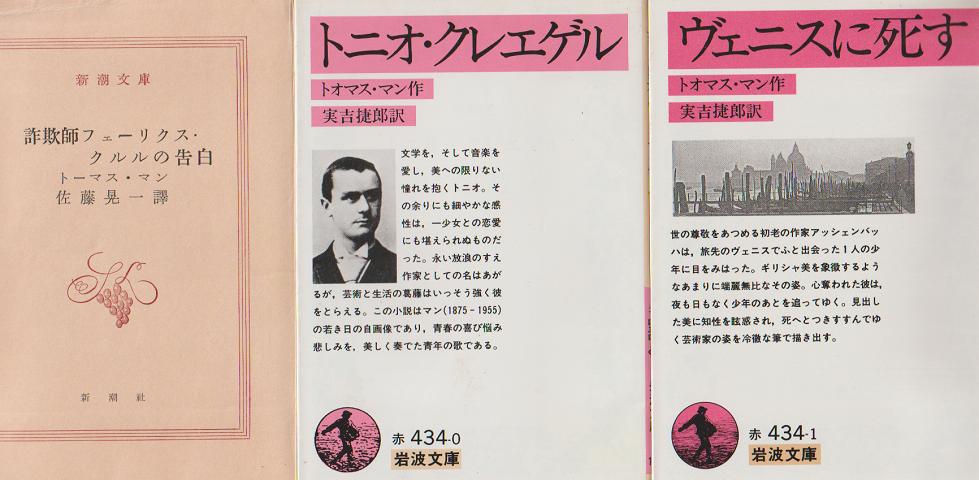 新潮文庫
詐欺師フェーリクス・
クルルの告白
トーマス・マン
佐藤晃一譯
新潮社
トニオ・クレエゲル
トオマス・マン作
実吉捷郎訳
文学を，そして音楽を
愛し，美への限りない
憧れを抱くトニオ。そ
の余りにも細やかな感
性は，一少女との恋愛
にも堪えられぬものだ
った。永い放浪のすえ
作家としての名はあが
るが，芸術と生活の葛藤はいっそう強く彼
をとらえる。この小説はマン(1875-1955)
の若き日の自画像であり，青春の喜び悩み
悲しみを，美しく奏でた青年の歌である。
赤 434-0
岩波文庫
ヴェニスに死す
トオマス・マン作
実吉捷郎訳
世の尊敬をあつめる初老の作家アッシェンバッ
ハは，旅先のヴェニスでふと出会った1人の少
年に目をみはった。ギリシャ美を象徴するよう
なあまりに端麗無比なその姿。心奪われた彼は，
夜も日もなく少年のあとを追ってゆく。見出し
た美に知性を眩惑され，死へとつきすすんでゆ
く芸術家の姿を冷徹な筆で描き出す。
赤 434-1
岩波文庫